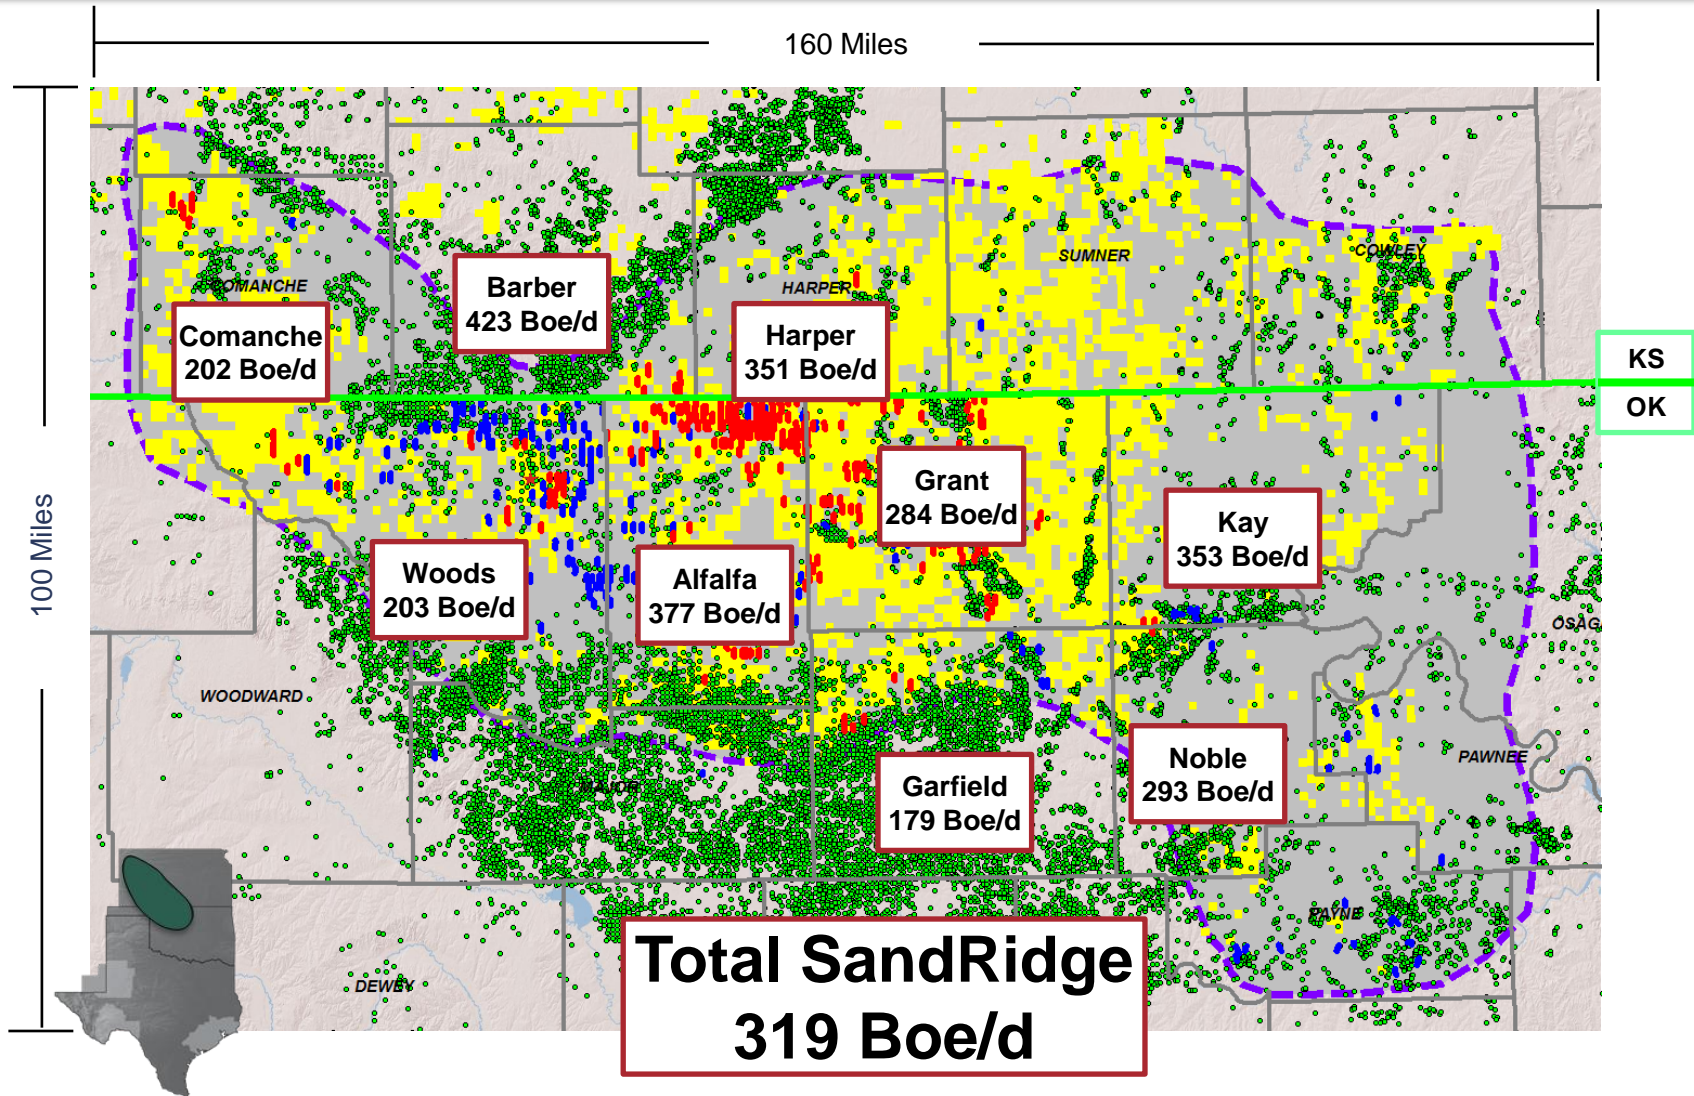 160 Miles
100 Miles
COWLEY
SUMNER
COMANCHE
HARPER
Barber
423 Boe/d
Comanche
202 Boe/d
Harper
351 Boe/d
KS
OK
Grant
284 Boe/d
Kay
353 Boe/d
Woods
203 Boe/d
Alfalfa
377 Boe/d
OSAG
WOODWARD
Noble
293 Boe/d
PAWNEE
Garfield
179 Boe/d
MAJOR
PAYNE
DEWEY
Total SandRidge
319 Boe/d